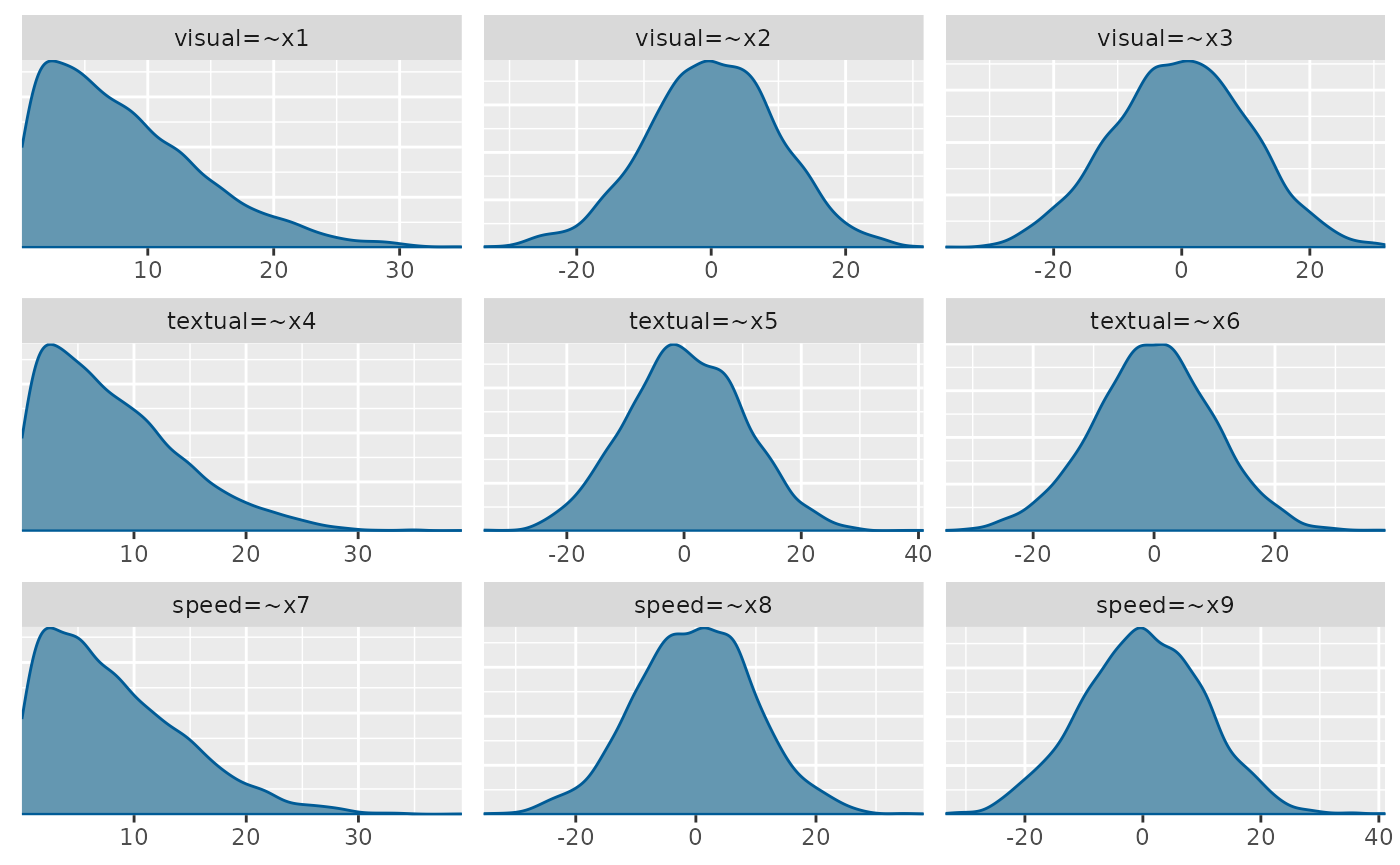 visual=~x1 visual=~x2 visual=~x3
10 20 30 -20 0 20 -20 0 20
textual=~x4 textual=~x5 textual=~x6
10 20 30 -20 0 20 40 -20 0 20
speed=~x7 speed=~x8 speed=~x9
10 20 30 -20 0 20 -20 0 20 40